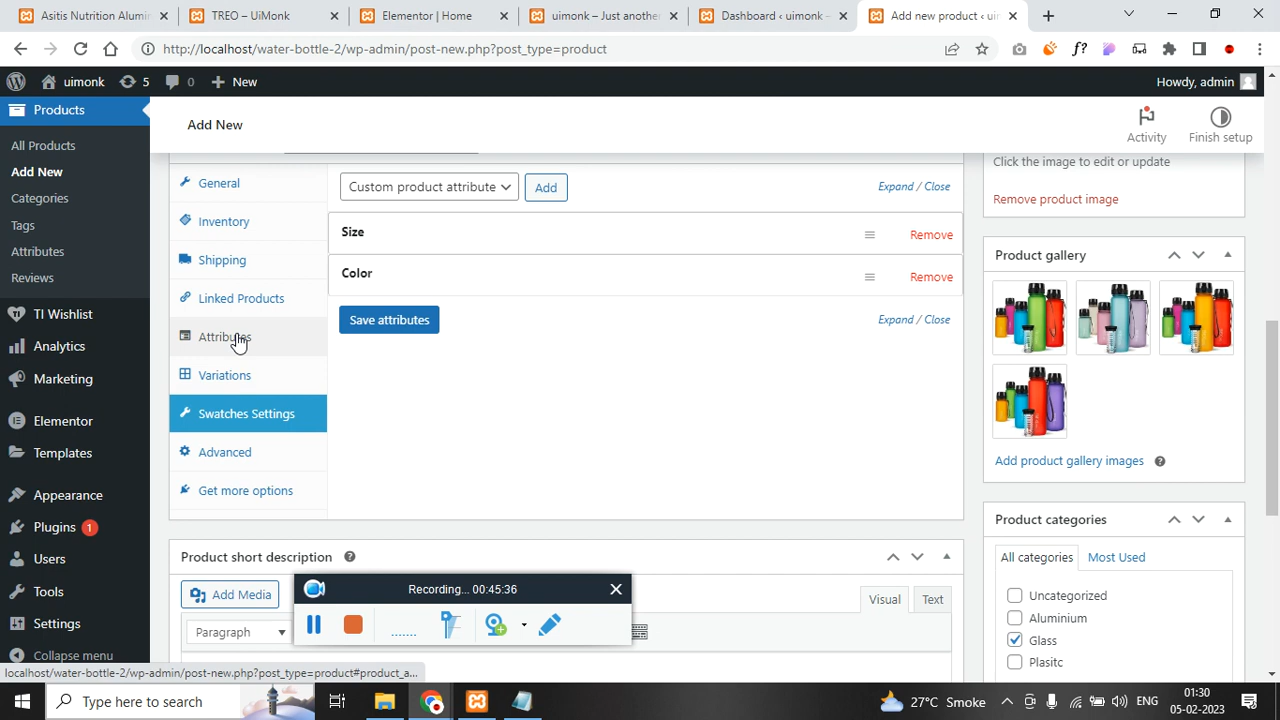 Asitis Nutrition Alumin
TREO – UiMonk
Elementor | Home
uimonk – Just another
Dashboard ‹ uimonk –
Add new product ‹ uim
http://localhost/water-bottle-2/wp-admin/post-new.php?post_type=product
uimonk
5
0
New
Howdy, admin
Products
All Products
Add New
Categories
Tags
Attributes
Reviews
TI Wishlist
Analytics
Marketing
Elementor
Templates
Appearance
Plugins 1
Users
Tools
Settings
Collapse menu
Add New
Activity
Finish setup
General
Inventory
Shipping
Linked Products
Attributes
Variations
Swatches Settings
Advanced
Get more options
Custom product attribute
Add
Expand / Close
Size
Remove
Color
Remove
Save attributes
Expand / Close
Click the image to edit or update
Remove product image
Product gallery
Add product gallery images
Product categories
All categories
Most Used
Uncategorized
Aluminium
Glass
Plasitc
Product short description
Add Media
Visual
Text
Paragraph
Recording... 00:45:36
localhost/water-bottle-2/wp-admin/post-new.php?post_type=product#product_a...
Type here to search
27°C Smoke
ENG
01:30
05-02-2023